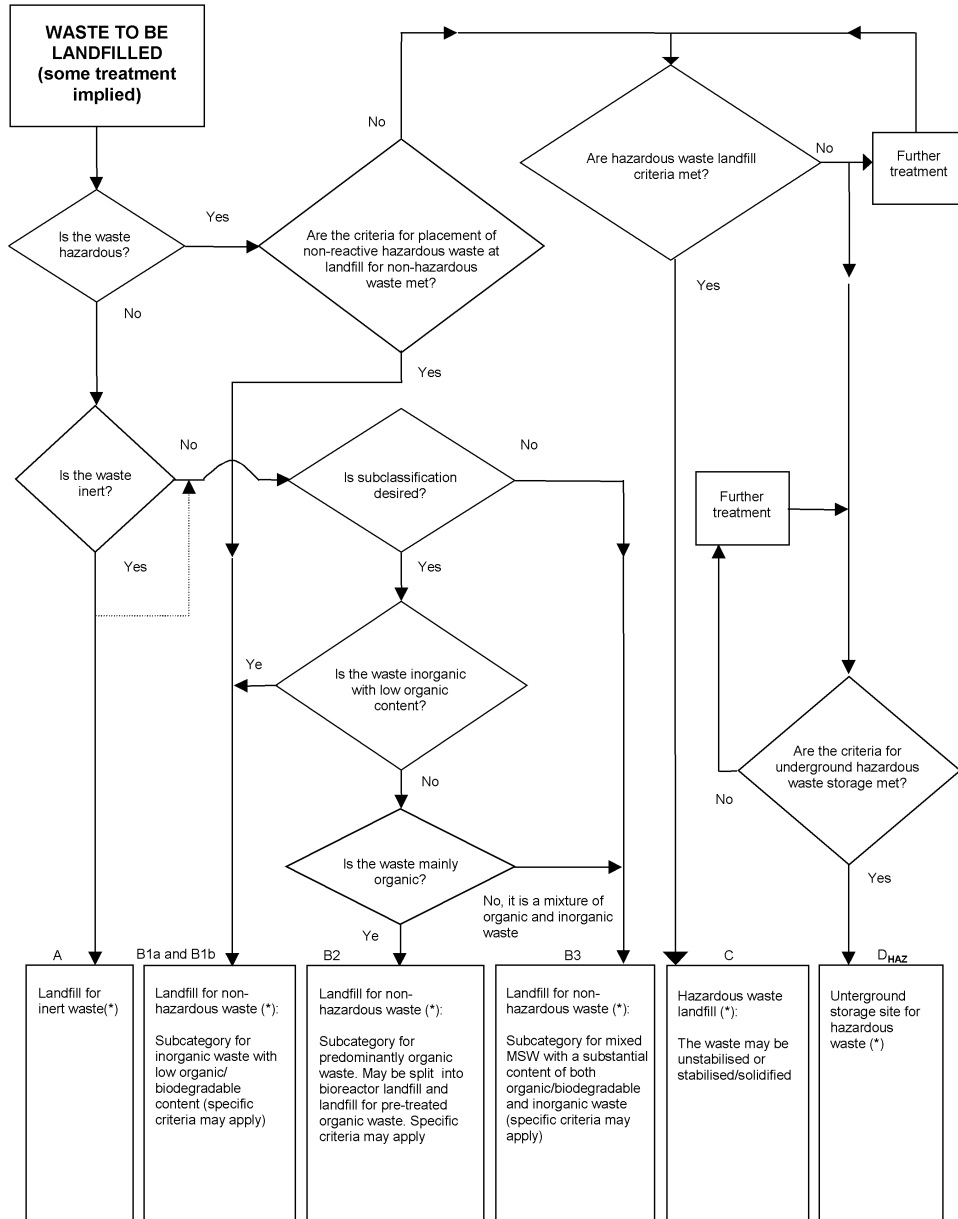 WASTE TO BE
LANDFILLED
(some treatment
implied)
No
Are hazardous waste landfill
criteria met?
No
Further
treatment
Is the waste
hazardous?
Yes
Are the criteria for placement of
non-reactive hazardous waste at
landfill for non-hazardous
waste met?
Yes
No
Yes
Is the waste
inert?
No
Is subclassification
desired?
No
Further
treatment
Yes
Yes
Is the waste inorganic
with low organic
content?
Ye
Are the criteria for
underground hazardous
waste storage met?
No
No
Is the waste mainly
organic?
No, it is a mixture of
organic and inorganic
waste
Yes
Ye
A
B1a and B1b
B2
B3
C
DHAZ
Landfill for
inert waste(*)
Landfill for non-
hazardous waste (*):
Subcategory for
inorganic waste with
low organic/
biodegradable
content (specific
criteria may apply)
Landfill for non-
hazardous waste (*):
Subcategory for
predominantly organic
waste. May be split into
bioreactor landfill and
landfill for pre-treated
organic waste. Specific
criteria may apply
Landfill for non-
hazardous waste (*):
Subcategory for mixed
MSW with a substantial
content of both
organic/biodegradable
and inorganic waste
(specific criteria may
apply)
Hazardous waste
landfill (*):
The waste may be
unstabilised or
stabilised/solidified
Unterground
storage site for
hazardous
waste (*)